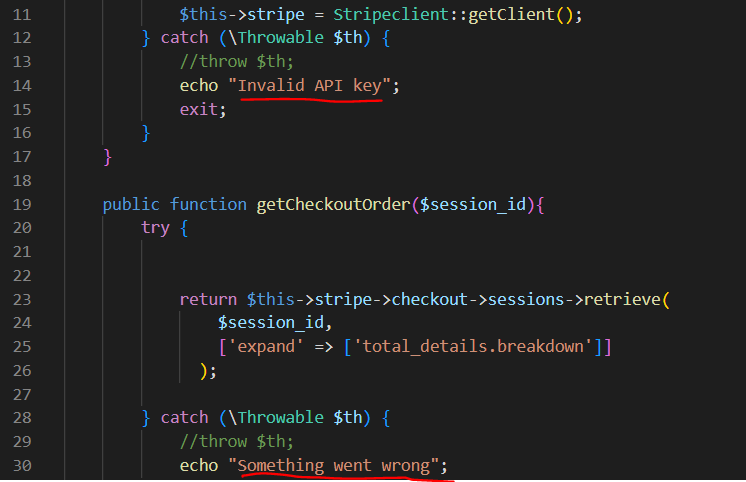 11 $this->stripe = Stripeclient::getClient();
12 } catch (\Throwable $th) {
13 //throw $th;
14 echo "Invalid API key";
15 exit;
16 }
17 }
18
19 public function getCheckoutOrder($session_id){
20 try {
21
22
23 return $this->stripe->checkout->sessions->retrieve(
24 $session_id,
25 ['expand' => ['total_details.breakdown']]
26 );
27
28 } catch (\Throwable $th) {
29 //throw $th;
30 echo "Something went wrong";